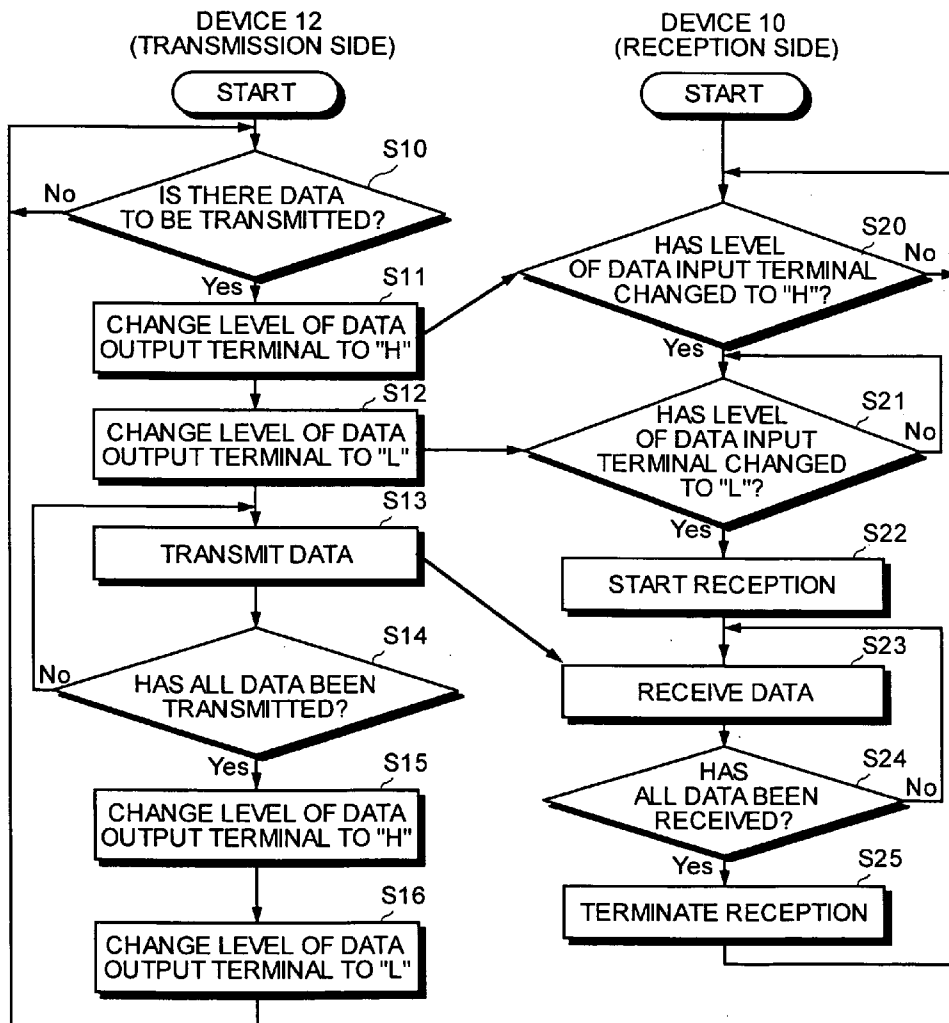 DEVICE 12
(TRANSMISSION SIDE)
START
S10
IS THERE DATA
TO BE TRANSMITTED?
No
Yes
S11
CHANGE LEVEL OF DATA
OUTPUT TERMINAL TO "H"
S12
CHANGE LEVEL OF DATA
OUTPUT TERMINAL TO "L"
S13
TRANSMIT DATA
S14
HAS ALL DATA BEEN
TRANSMITTED?
No
Yes
S15
CHANGE LEVEL OF DATA
OUTPUT TERMINAL TO "H"
S16
CHANGE LEVEL OF DATA
OUTPUT TERMINAL TO "L"
DEVICE 10
(RECEPTION SIDE)
START
S20
HAS LEVEL
OF DATA INPUT TERMINAL
CHANGED TO "H"?
No
Yes
S21
HAS LEVEL
OF DATA INPUT
TERMINAL CHANGED
TO "L"?
No
Yes
S22
START RECEPTION
S23
RECEIVE DATA
S24
HAS
ALL DATA BEEN
RECEIVED?
No
Yes
S25
TERMINATE RECEPTION